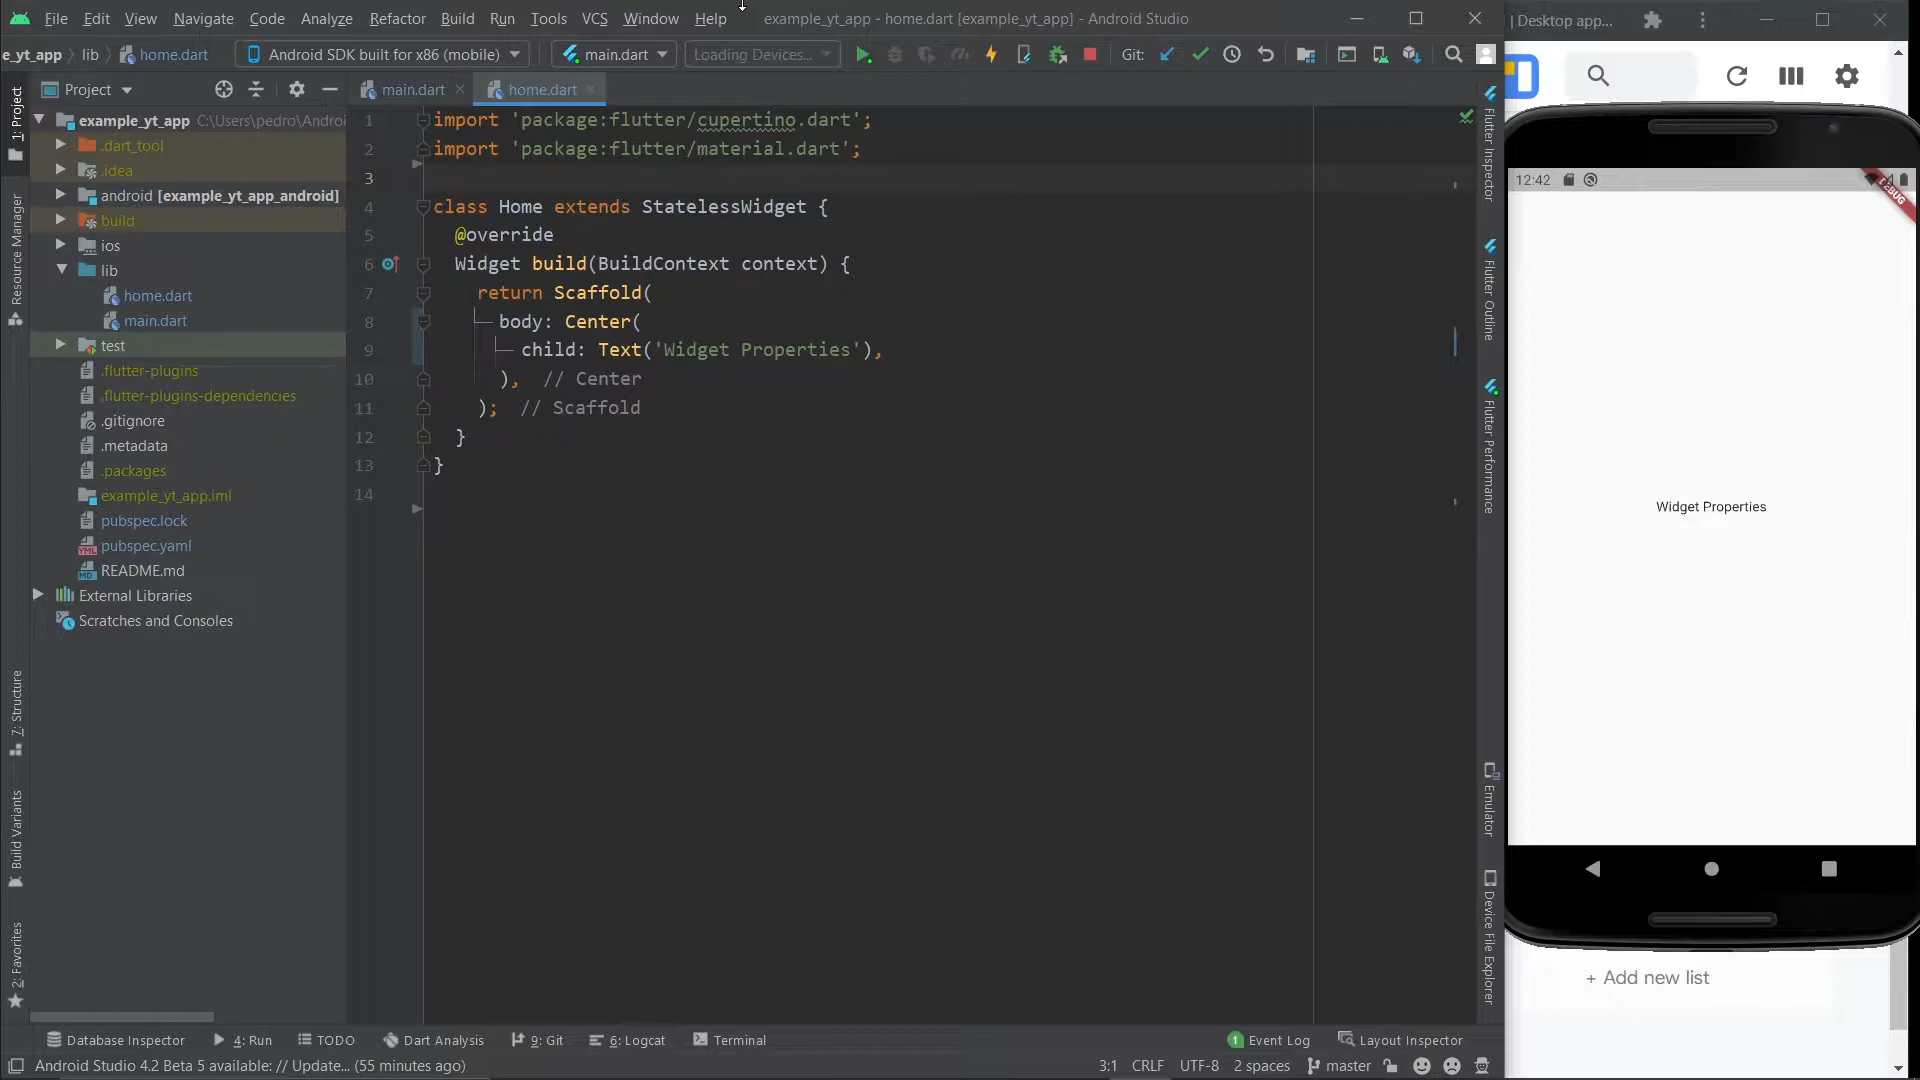 File Edit View Navigate Code Analyze Refactor Build Run Tools VCS Window Help example_yt_app - home.dart [example_yt_app] - Android Studio
| Desktop app...
e_yt_app lib home.dart Android SDK built for x86 (mobile) main.dart Loading Devices... Git:
Project
main.dart home.dart
1: Project
Resource Manager
7: Structure
Build Variants
2: Favorites
example_yt_app C:\Users\pedro\Androi
.dart_tool
.idea
android [example_yt_app_android]
build
ios
lib
home.dart
main.dart
test
.flutter-plugins
.flutter-plugins-dependencies
.gitignore
.metadata
.packages
example_yt_app.iml
pubspec.lock
pubspec.yaml
README.md
External Libraries
Scratches and Consoles
1 import 'package:flutter/cupertino.dart';
2 import 'package:flutter/material.dart';
3
4 class Home extends StatelessWidget {
5 @override
6 Widget build(BuildContext context) {
7 return Scaffold(
8 body: Center(
9 child: Text('Widget Properties'),
10 ), // Center
11 ); // Scaffold
12 }
13 }
14
Flutter Inspector
Flutter Outline
Flutter Performance
Emulator
Device File Explorer
12:42
DEBUG
Widget Properties
+ Add new list
Database Inspector 4: Run TODO Dart Analysis 9: Git 6: Logcat Terminal 1 Event Log Layout Inspector
Android Studio 4.2 Beta 5 available: // Update... (55 minutes ago) 3:1 CRLF UTF-8 2 spaces master